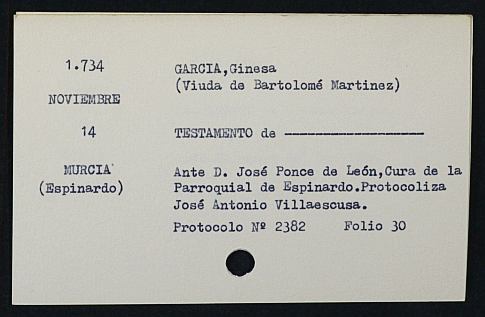 1.734
GARCIA,Ginesa
(Viuda de Bartolomé Martinez)
NOVIEMBRE
14
TESTAMENTO de --------------------
MURCIA
(Espinardo)
Ante D. José Ponce de León,Cura de la
Parroquial de Espinardo.Protocoliza
José Antonio Villaescusa.
Protocolo Nº 2382 Folio 30